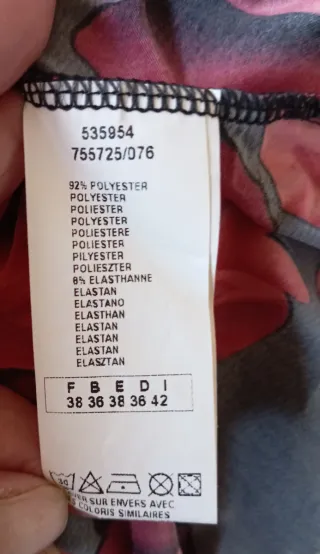 535954
755725/076
92% POLYESTER
POLYESTER
POLIESTER
POLYESTER
POLIESTERE
POLIESTER
PILYESTER
POLIESZTER
8% ELASTHANNE
ELASTAN
ELASTANO
ELASTHAN
ELASTAN
ELASTAN
ELASTAN
ELASZTAN
F B E D I
38 36 38 36 42
30
SUR ENVERS AVEC
COLORIS SIMILAIRES